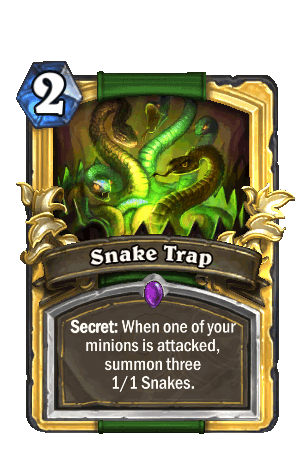 2
Snake Trap
Secret: When one of your
minions is attacked,
summon three
1/1 Snakes.